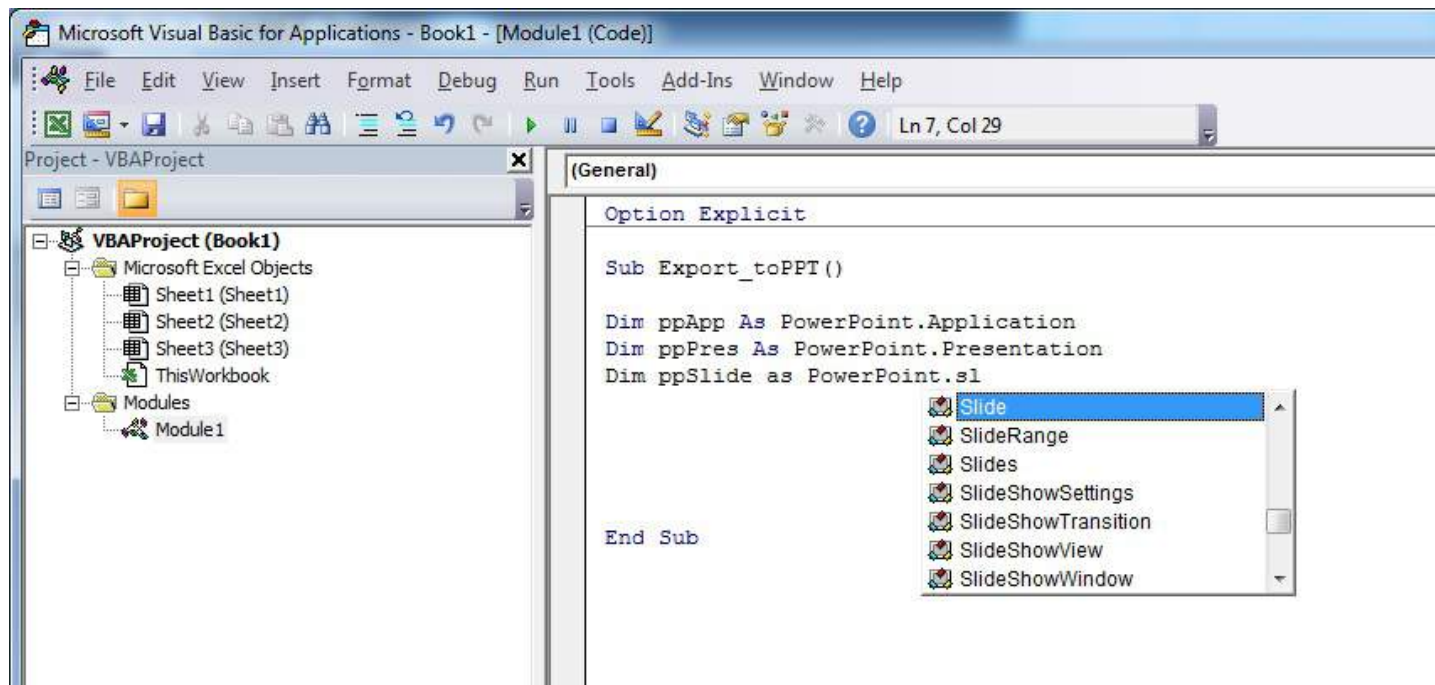 Microsoft Visual Basic for Applications - Book1 - [Module1 (Code)]
File Edit View Insert Format Debug Run Tools Add-Ins Window Help
Ln 7, Col 29
Project - VBAProject
(General)
VBAProject (Book1)
Microsoft Excel Objects
Sheet1 (Sheet1)
Sheet2 (Sheet2)
Sheet3 (Sheet3)
ThisWorkbook
Modules
Module1
Option Explicit
Sub Export_toPPT()
Dim ppApp As PowerPoint.Application
Dim ppPres As PowerPoint.Presentation
Dim ppSlide as PowerPoint.sl
Slide
SlideRange
Slides
SlideShowSettings
SlideShowTransition
SlideShowView
SlideShowWindow
End Sub